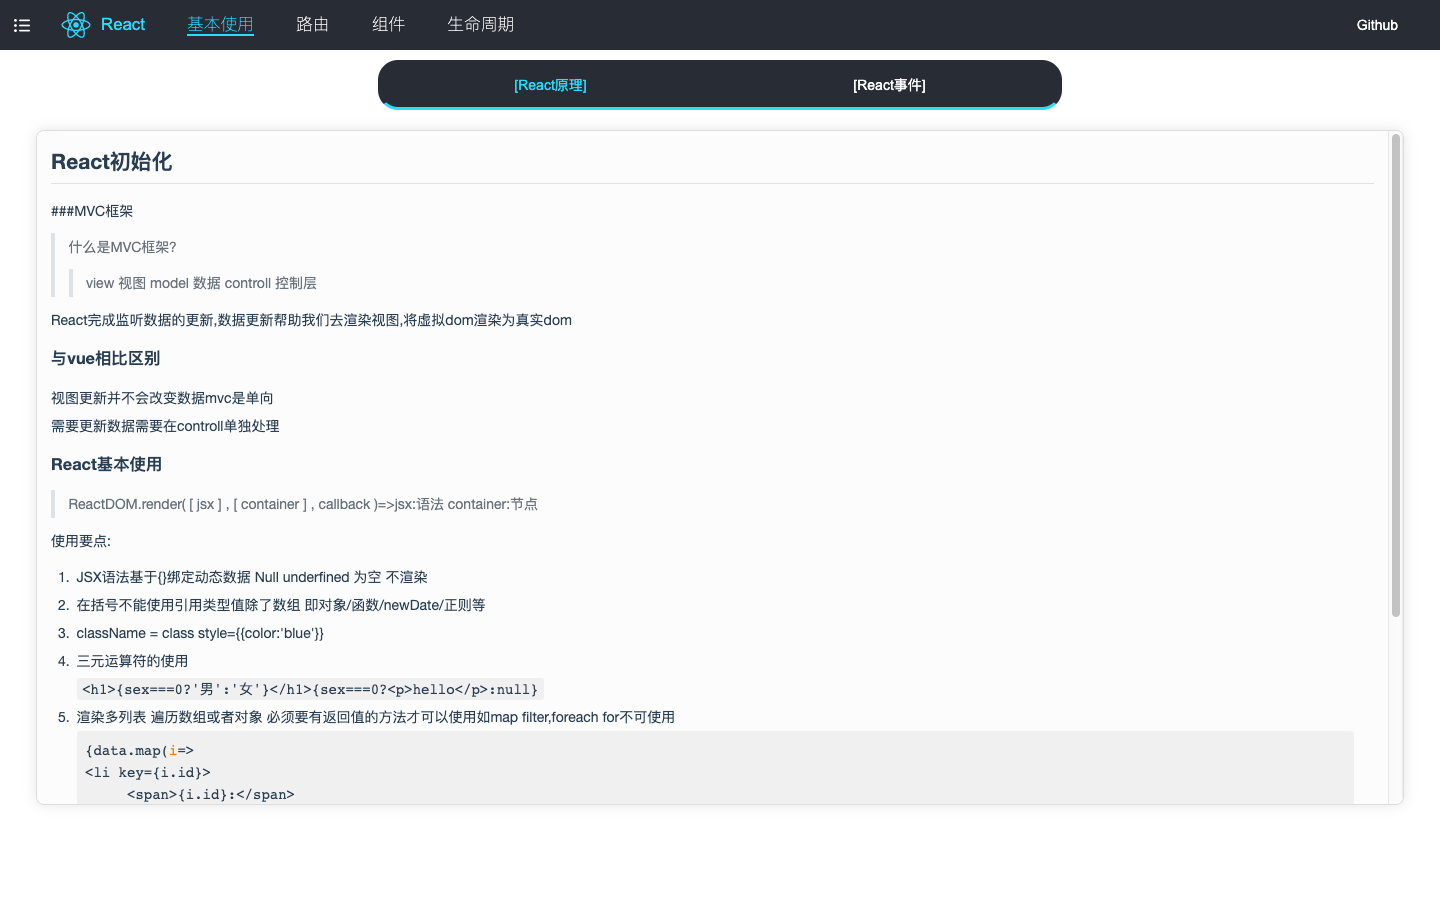 React 基本使用 路由 组件 生命周期 Github
[React原理] [React事件]
React初始化
###MVC框架
什么是MVC框架?
view 视图 model 数据 controll 控制层
React完成监听数据的更新,数据更新帮助我们去渲染视图,将虚拟dom渲染为真实dom
与vue相比区别
视图更新并不会改变数据mvc是单向
需要更新数据需要在controll单独处理
React基本使用
ReactDOM.render( [ jsx ] , [ container ] , callback )=>jsx:语法 container:节点
使用要点:
1. JSX语法基于{}绑定动态数据 Null underfined 为空 不渲染
2. 在括号不能使用引用类型值除了数组 即对象/函数/newDate/正则等
3. className = class style={{color:'blue'}}
4. 三元运算符的使用
<h1>{sex===0?'男':'女'}</h1>{sex===0?<p>hello</p>:null}
5. 渲染多列表 遍历数组或者对象 必须要有返回值的方法才可以使用如map filter,foreach for不可使用
{data.map(i=>
<li key={i.id}>
<span>{i.id}:</span>